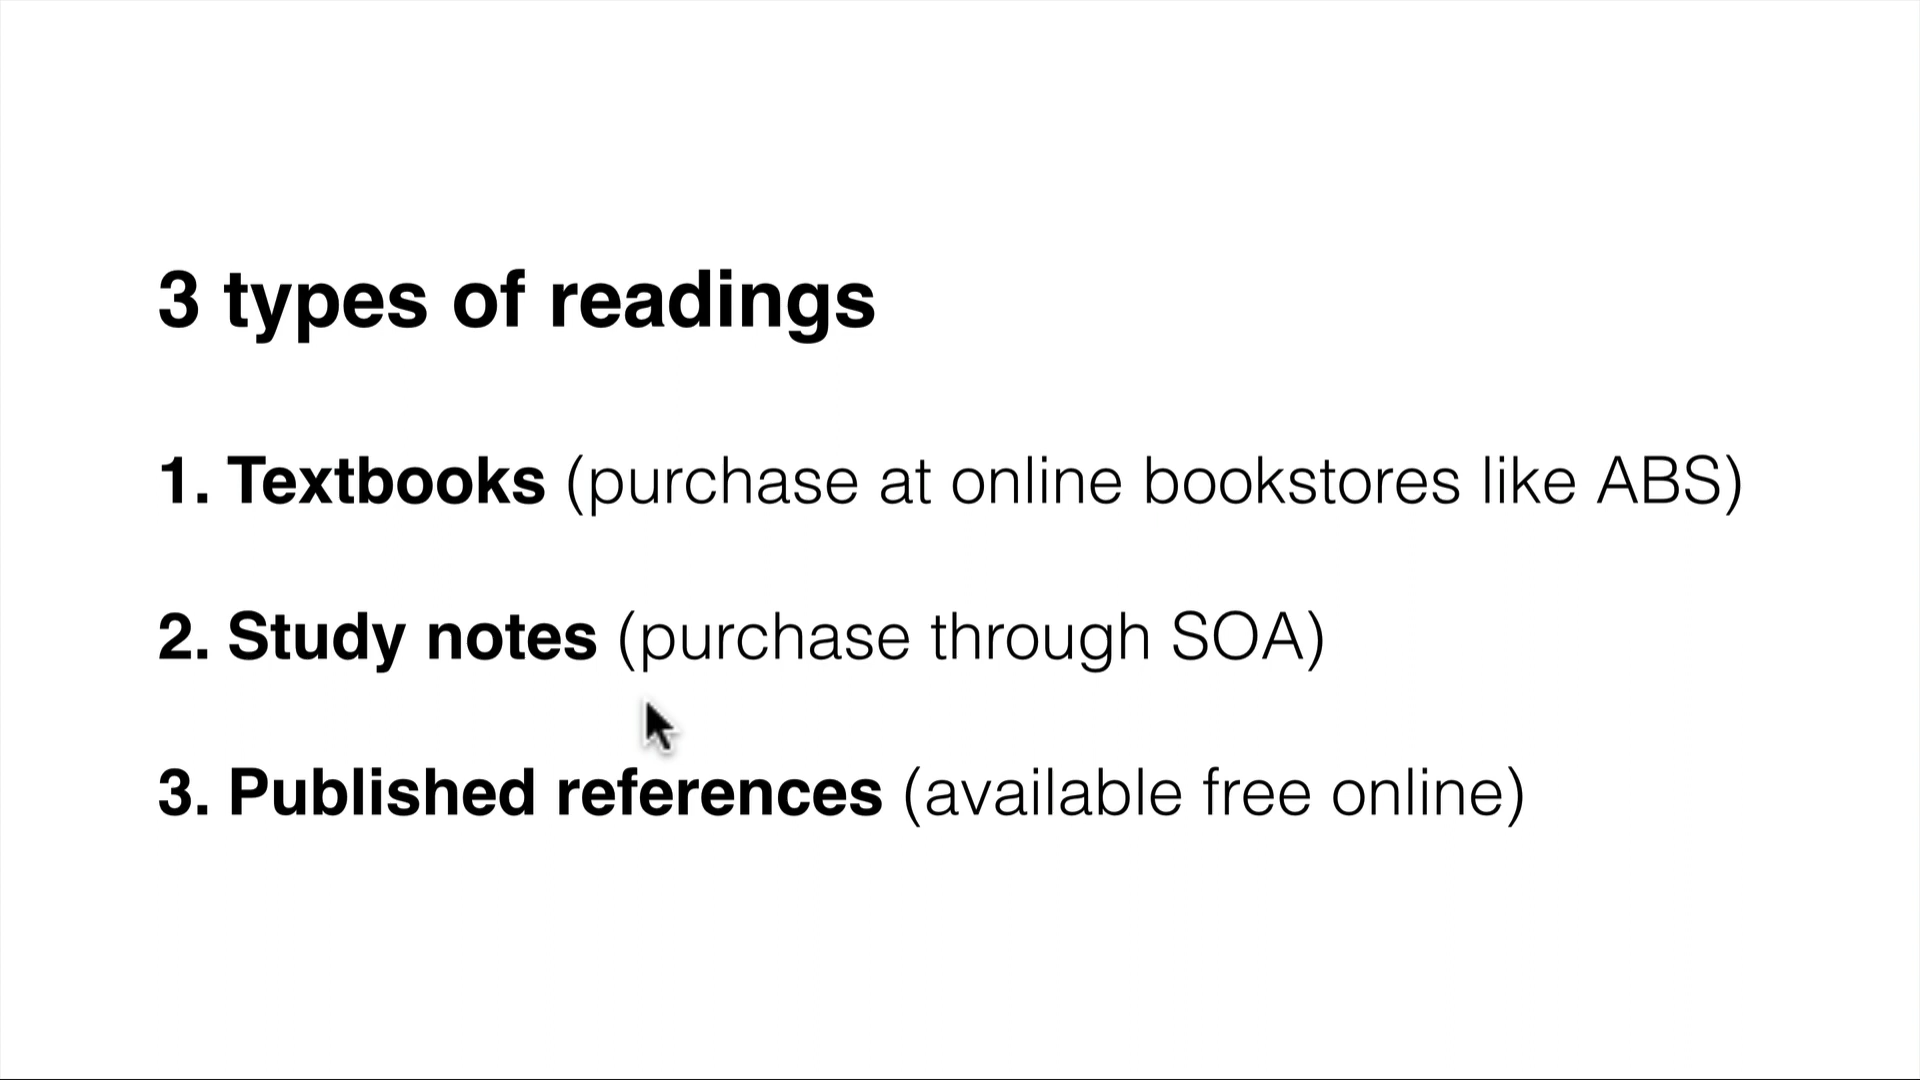 3 types of readings
1. Textbooks (purchase at online bookstores like ABS)
2. Study notes (purchase through SOA)
3. Published references (available free online)